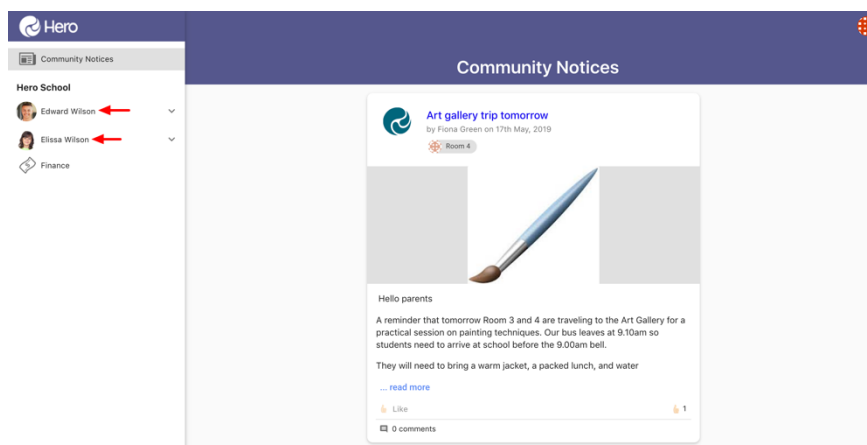 Hero
Community Notices
Hero School
Edward Wilson
Elissa Wilson
Finance
Community Notices
Art gallery trip tomorrow
by Fiona Green on 17th May, 2019
Room 4
Hello parents
A reminder that tomorrow Room 3 and 4 are traveling to the Art Gallery for a
practical session on painting techniques. Our bus leaves at 9.10am so
students need to arrive at school before the 9.00am bell.
They will need to bring a warm jacket, a packed lunch, and water
... read more
Like
1
0 comments